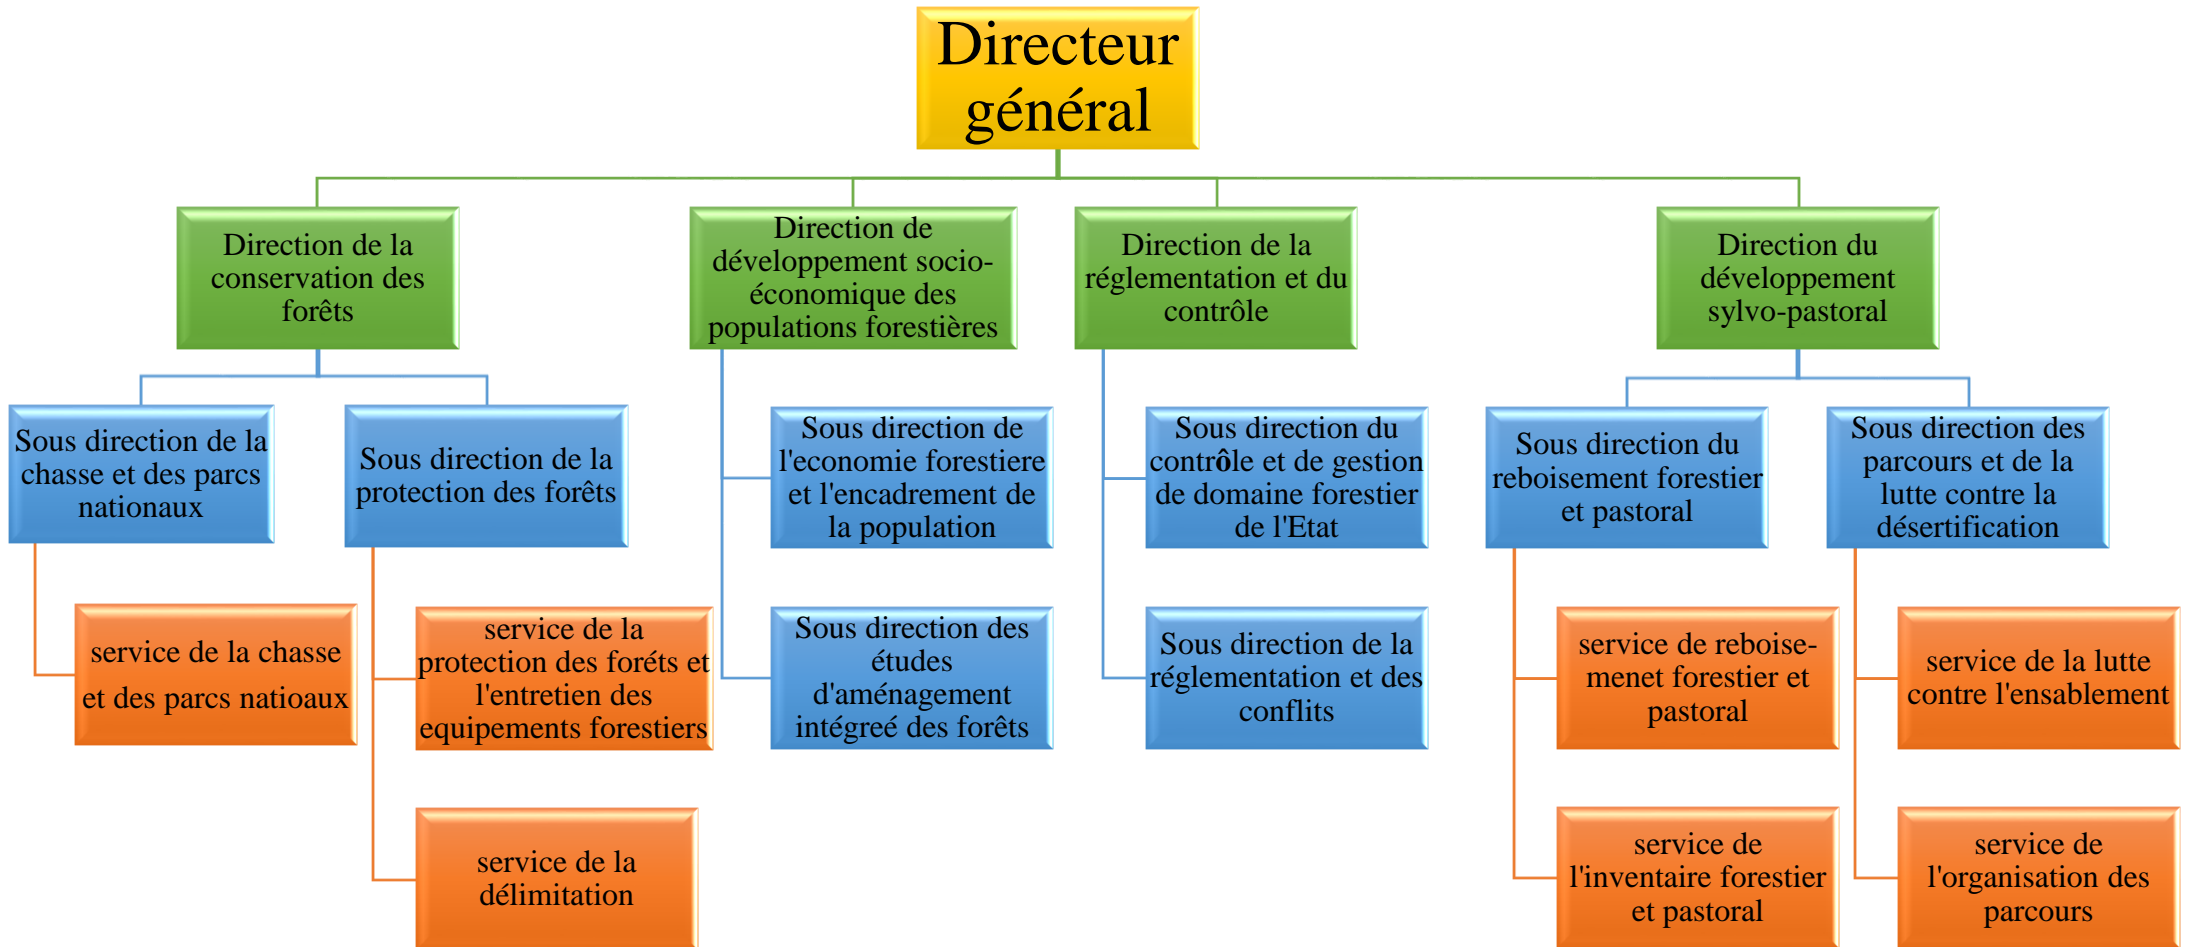 Directeur
général
Direction de la
conservation des
forêts
Direction de
développement socio-
économique des
populations forestières
Direction de la
réglementation et du
contrôle
Direction du
développement
sylvo-pastoral
Sous direction de la
chasse et des parcs
nationaux
Sous direction de la
protection des forêts
Sous direction de
l'economie forestiere
et l'encadrement de
la population
Sous direction du
contrôle et de gestion
de domaine forestier
de l'Etat
Sous direction du
reboisement forestier
et pastoral
Sous direction des
parcours et de la
lutte contre la
désertification
service de la chasse
et des parcs natioaux
service de la
protection des foréts et
l'entretien des
equipements forestiers
Sous direction des
études
d'aménagement
intégreé des forêts
Sous direction de la
réglementation et des
conflits
service de reboise-
menet forestier et
pastoral
service de la lutte
contre l'ensablement
service de la
délimitation
service de
l'inventaire forestier
et pastoral
service de
l'organisation des
parcours